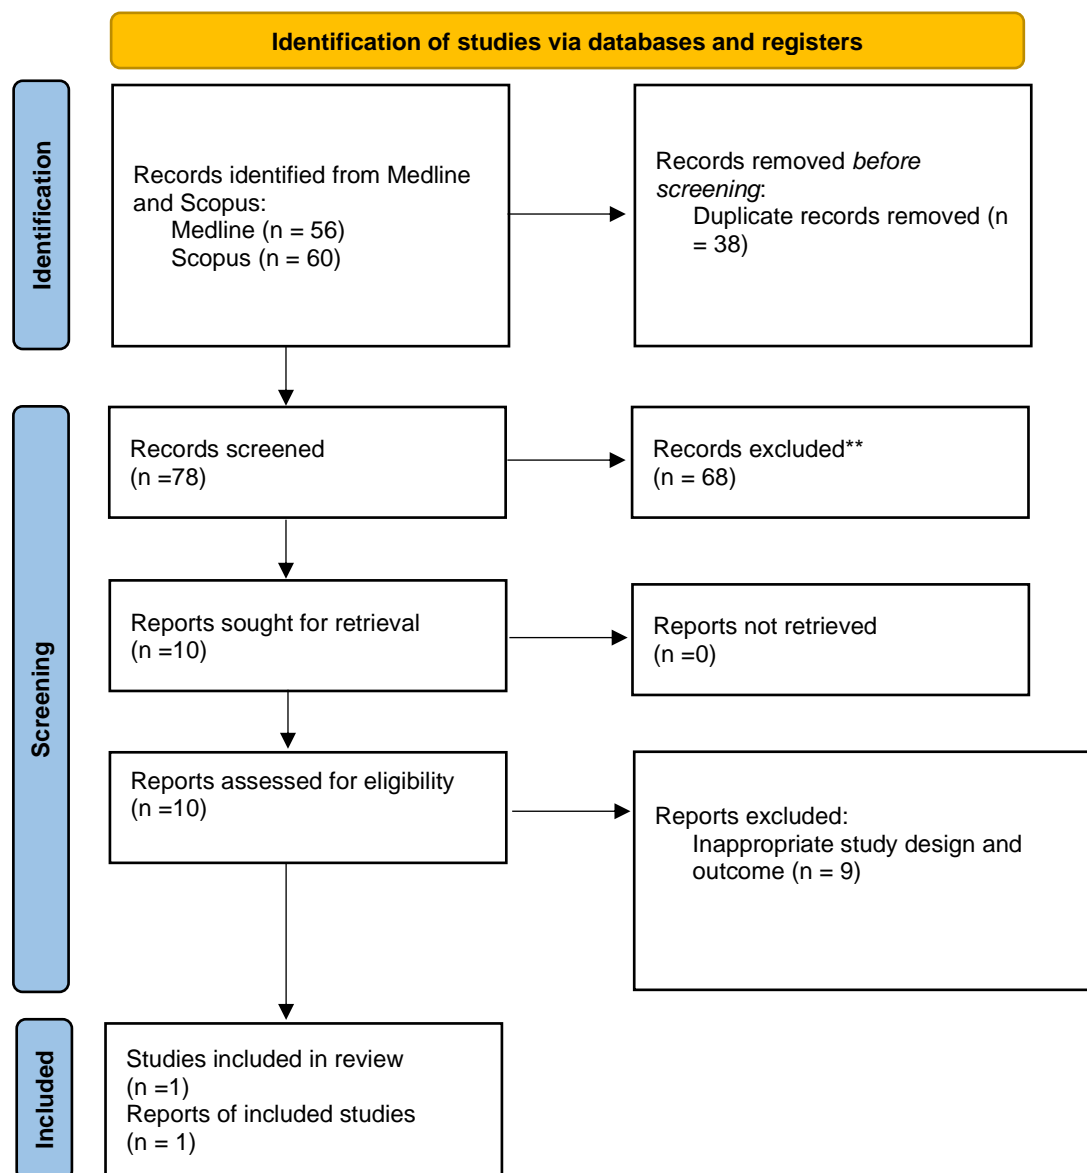 Identification of studies via databases and registers
Identification
Records identified from Medline
and Scopus:
Medline (n = 56)
Scopus (n = 60)
Records removed before
screening:
Duplicate records removed (n
= 38)
Screening
Records screened
(n =78)
Records excluded**
(n = 68)
Reports sought for retrieval
(n =10)
Reports not retrieved
(n =0)
Reports assessed for eligibility
(n =10)
Reports excluded:
Inappropriate study design and
outcome (n = 9)
Included
Studies included in review
(n =1)
Reports of included studies
(n = 1)